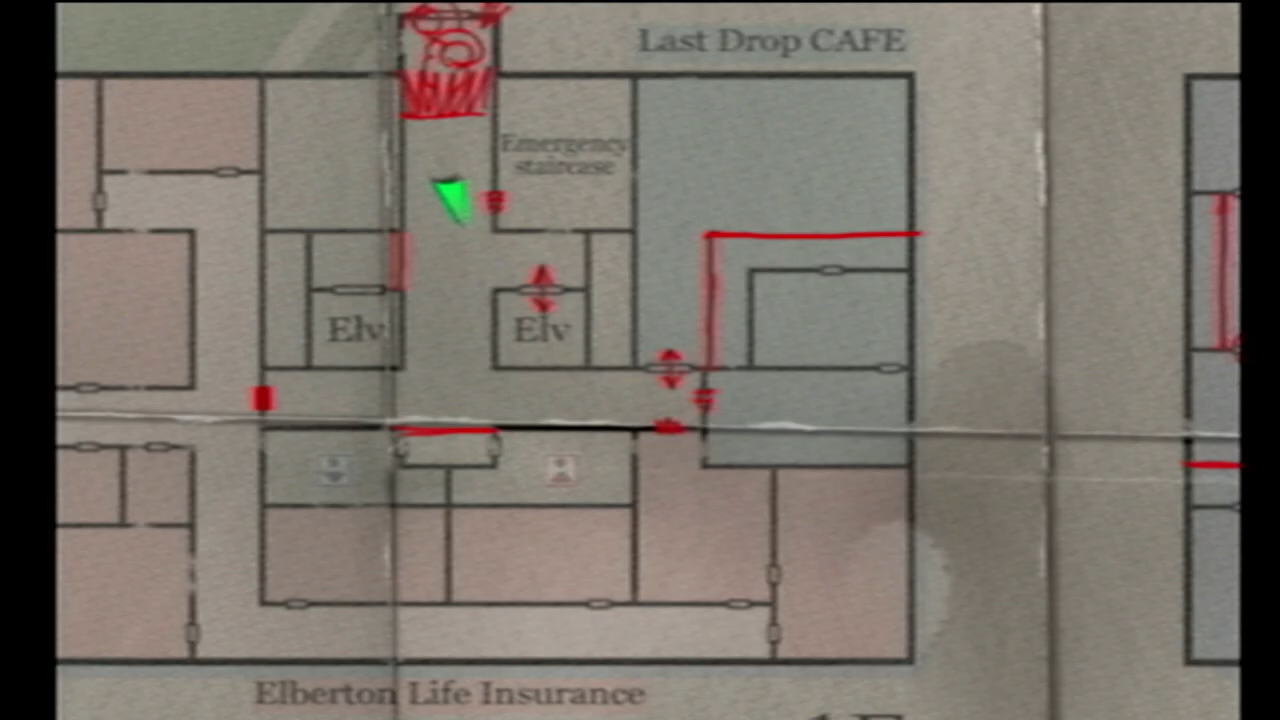 Last Drop CAFE
Emergency
staircase
Elv
Elv
Elberton Life Insurance